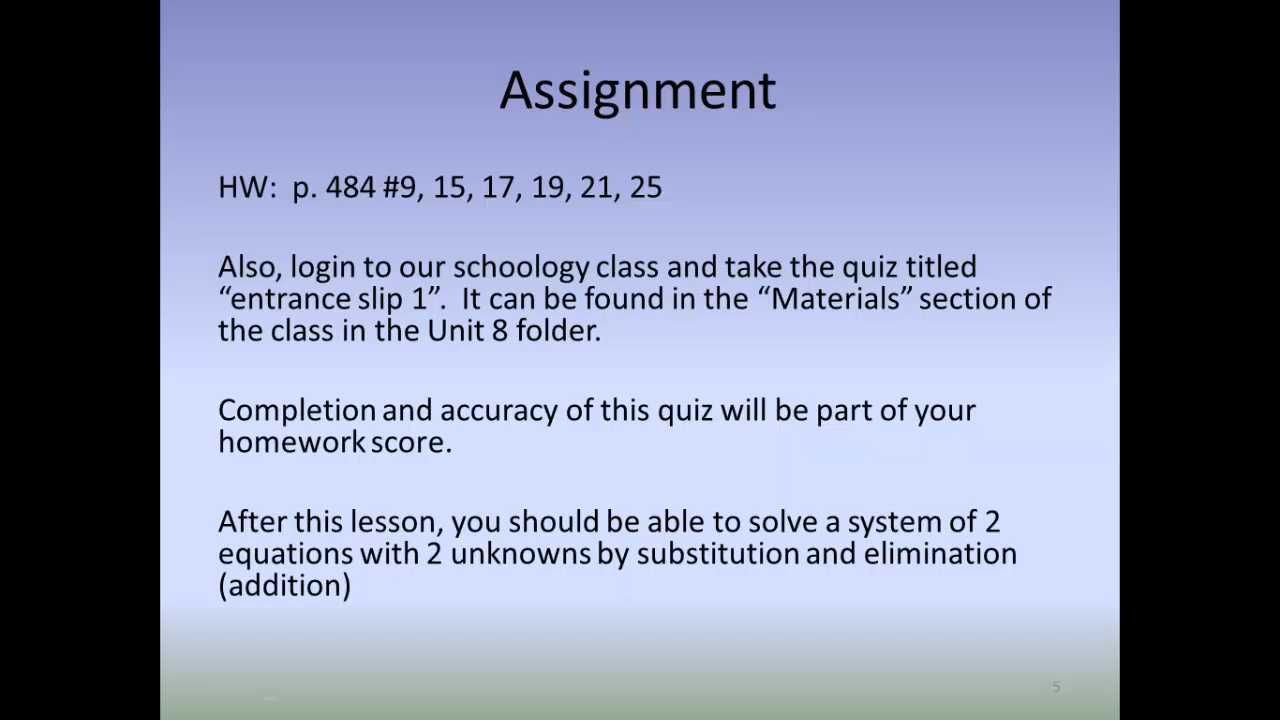 Assignment
HW:  p. 484 #9, 15, 17, 19, 21, 25
Also, login to our schoology class and take the quiz titled
“entrance slip 1”.  It can be found in the “Materials” section of
the class in the Unit 8 folder.
Completion and accuracy of this quiz will be part of your
homework score.
After this lesson, you should be able to solve a system of 2
equations with 2 unknowns by substitution and elimination
(addition)
5